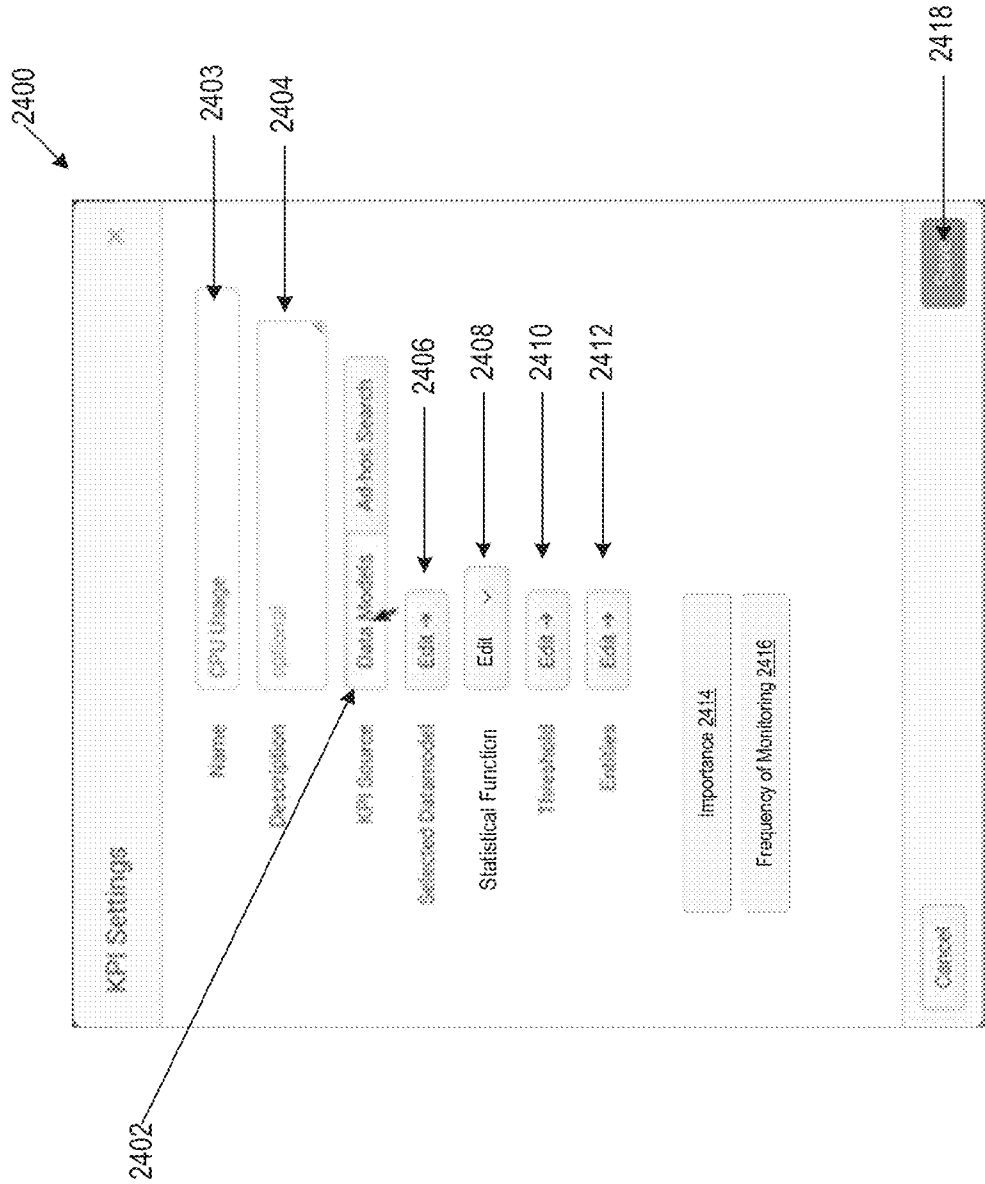 2400
KPI Settings X
Name CPU Usage 2403
Description optional 2404
2402
KPI Source Data Models Ad hoc Search
Selected Datamodel Edit → 2406
Statistical Function Edit 2408
Threshold Edit → 2410
Entities Edit → 2412
Importance 2414
Frequency of Monitoring 2416
Cancel 2418